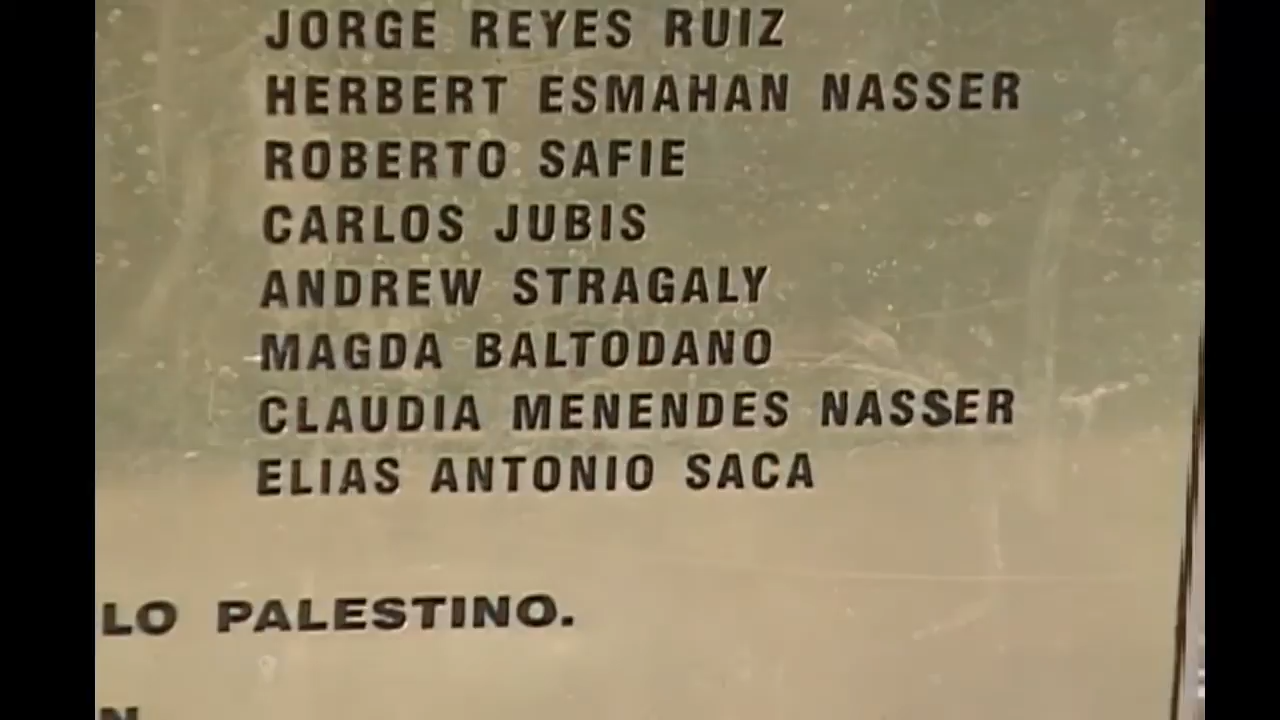 JORGE REYES RUIZ
HERBERT ESMAHAN NASSER
ROBERTO SAFIE
CARLOS JUBIS
ANDREW STRAGALY
MAGDA BALTODANO
CLAUDIA MENENDES NASSER
ELIAS ANTONIO SACA
LO PALESTINO.